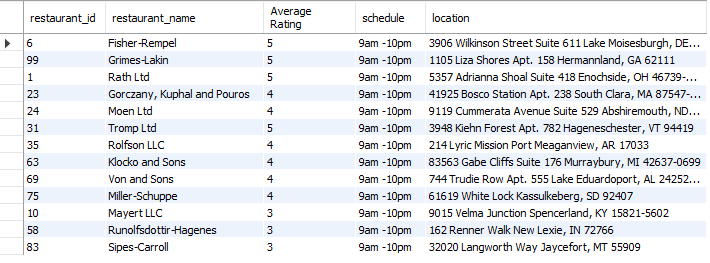 restaurant_id restaurant_name Average Rating schedule location
6 Fisher-Rempel 5 9am -10pm 3906 Wilkinson Street Suite 611 Lake Moisesburgh, DE...
99 Grimes-Lakin 5 9am -10pm 1105 Liza Shores Apt. 158 Hermannland, GA 62111
1 Rath Ltd 5 9am -10pm 5357 Adrianna Shoal Suite 418 Enochside, OH 46739-...
23 Gorczany, Kuphal and Pouros 4 9am -10pm 41925 Bosco Station Apt. 238 South Clara, MA 87547-...
24 Moen Ltd 4 9am -10pm 9119 Cummerata Avenue Suite 529 Abshiremouth, ND...
31 Tromp Ltd 5 9am -10pm 3948 Kiehn Forest Apt. 782 Hageneschester, VT 94419
35 Rolfson LLC 4 9am -10pm 214 Lyric Mission Port Meaganview, AR 17033
63 Klocko and Sons 4 9am -10pm 83563 Gabe Cliffs Suite 176 Murraybury, MI 42637-0699
69 Von and Sons 4 9am -10pm 744 Trudie Row Apt. 555 Lake Eduardoport, AL 24252...
75 Miller-Schuppe 4 9am -10pm 61619 White Lock Kassulkeberg, SD 92407
10 Mayert LLC 3 9am -10pm 9015 Velma Junction Spencerland, KY 15821-5602
58 Runolfsdottir-Hagenes 3 9am -10pm 162 Renner Walk New Lexie, IN 72766
83 Sipes-Carroll 3 9am -10pm 32020 Langworth Way Jaycefort, MT 55909